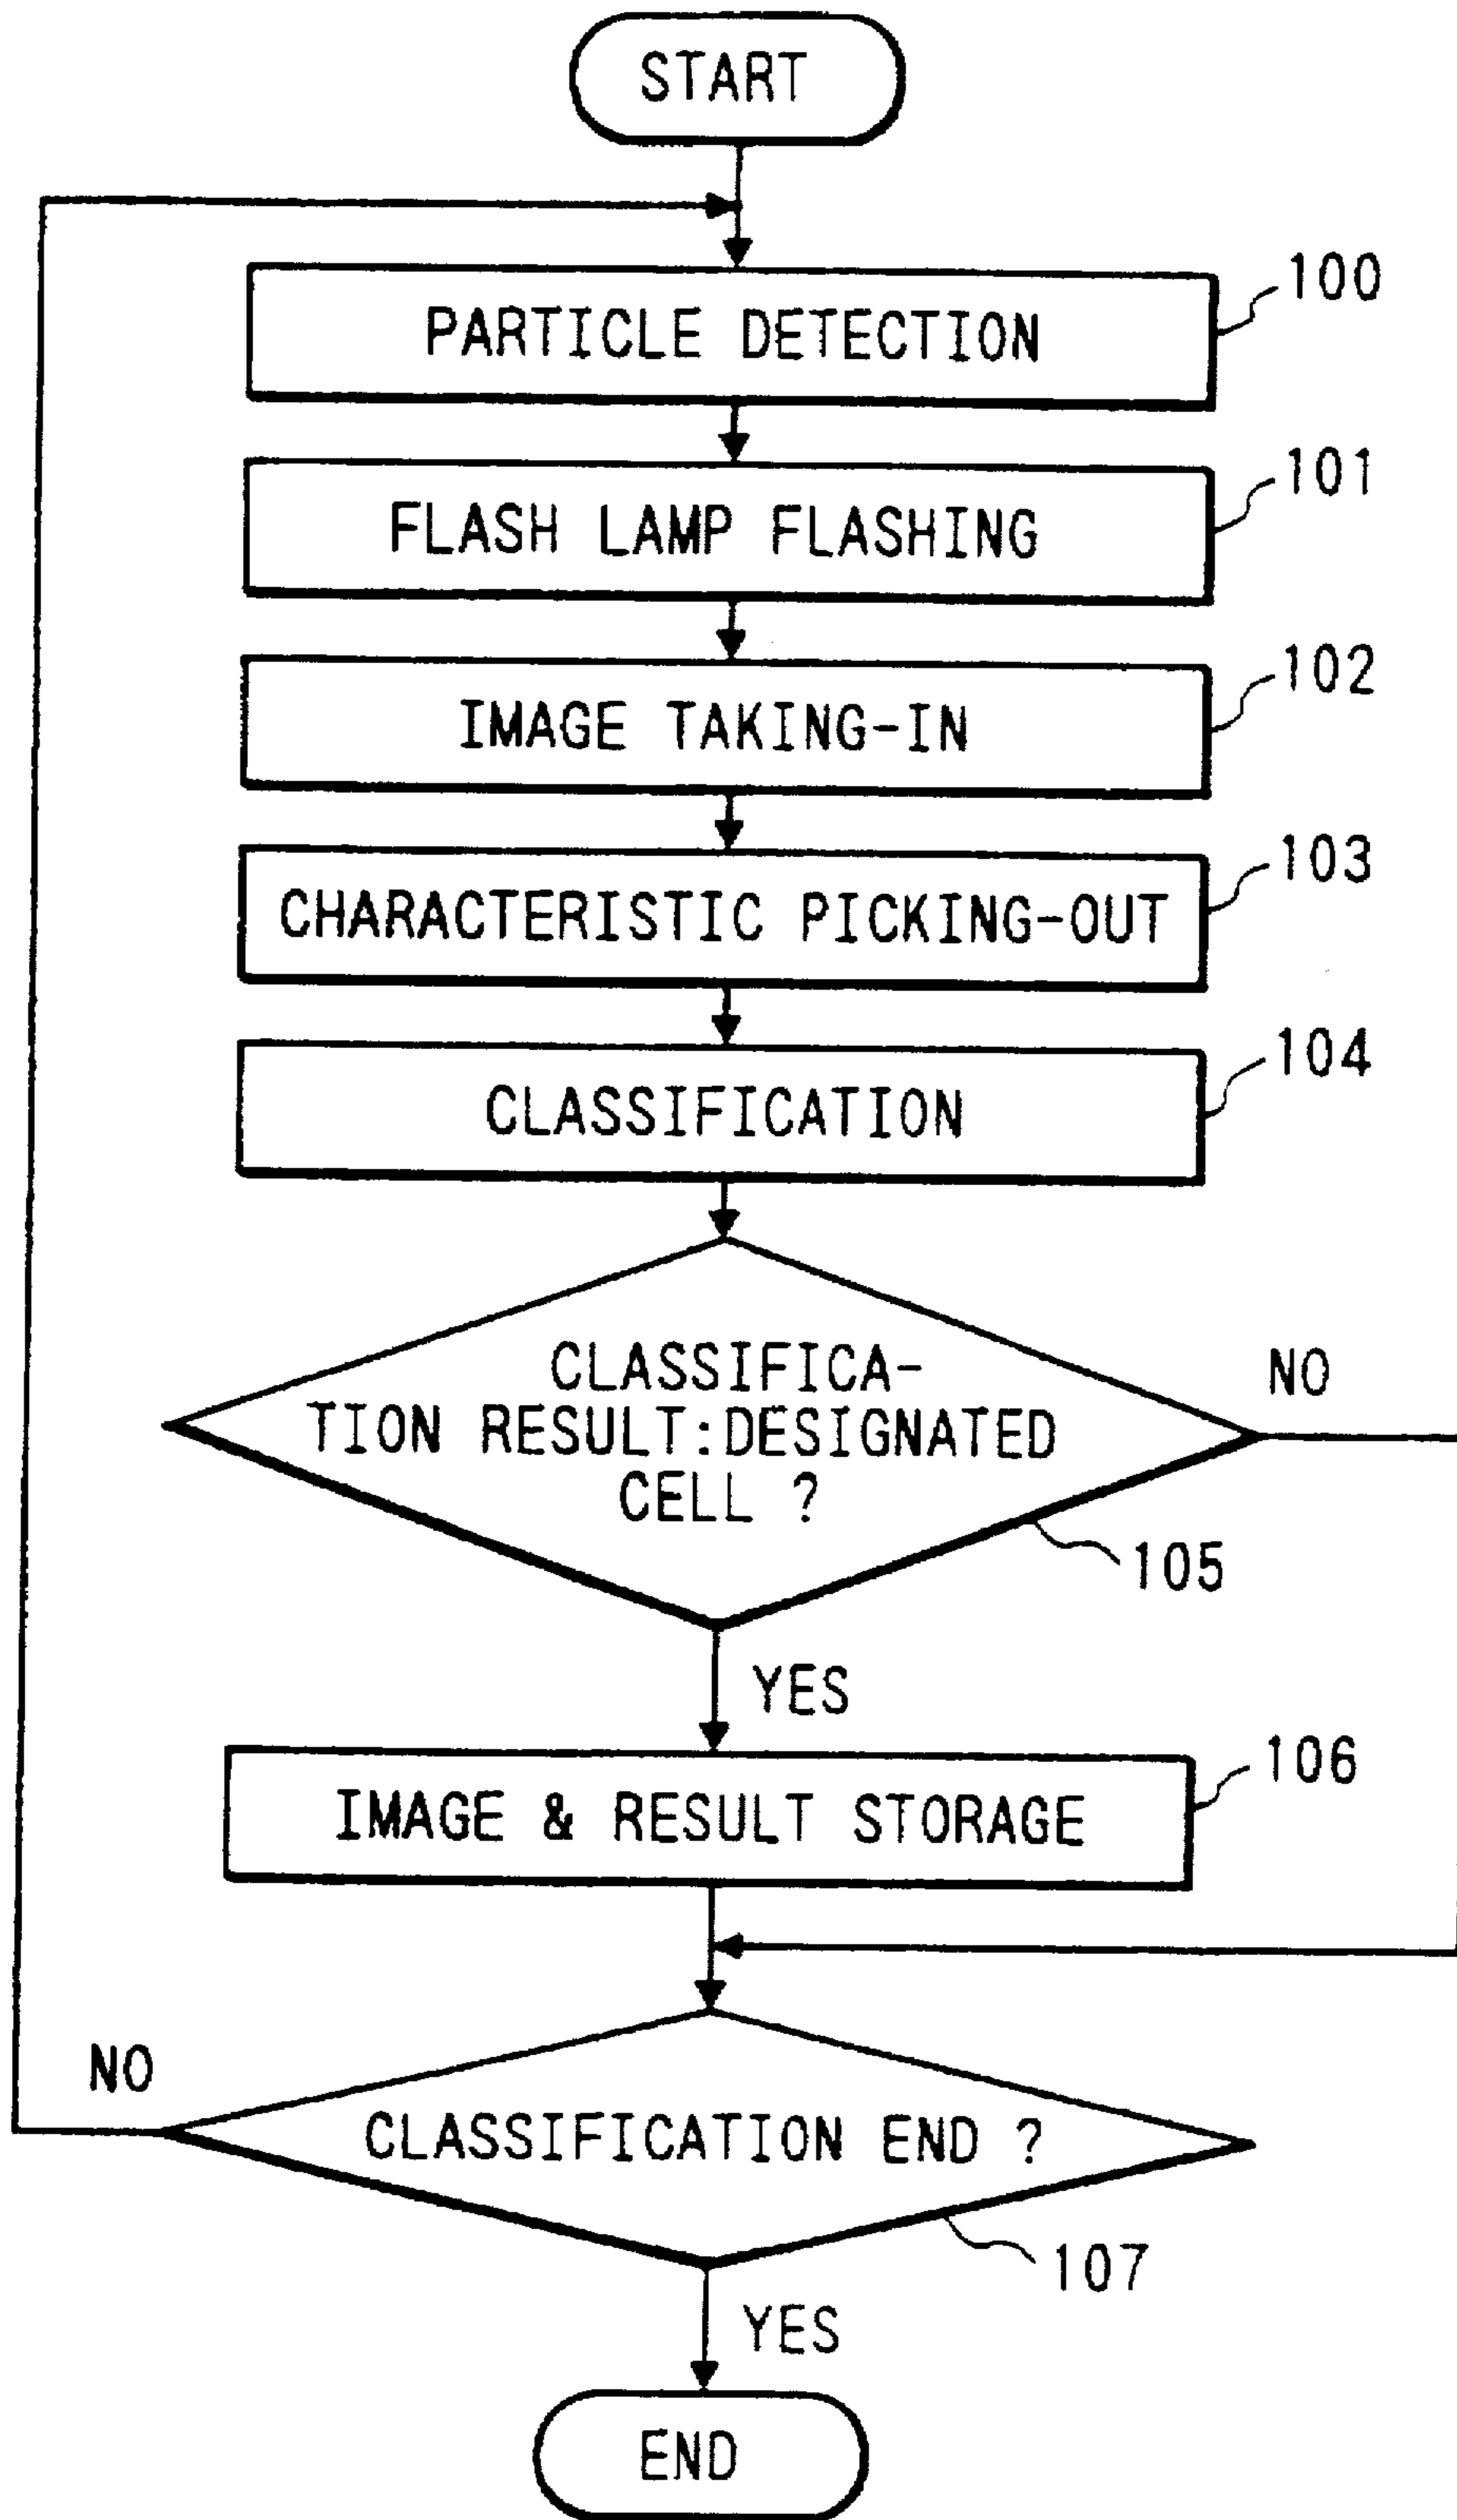 START
PARTICLE DETECTION
100
FLASH LAMP FLASHING
101
IMAGE TAKING-IN
102
CHARACTERISTIC PICKING-OUT
103
CLASSIFICATION
104
CLASSIFICA-
TION RESULT:DESIGNATED
CELL ?
NO
105
YES
IMAGE & RESULT STORAGE
106
NO
CLASSIFICATION END ?
107
YES
END